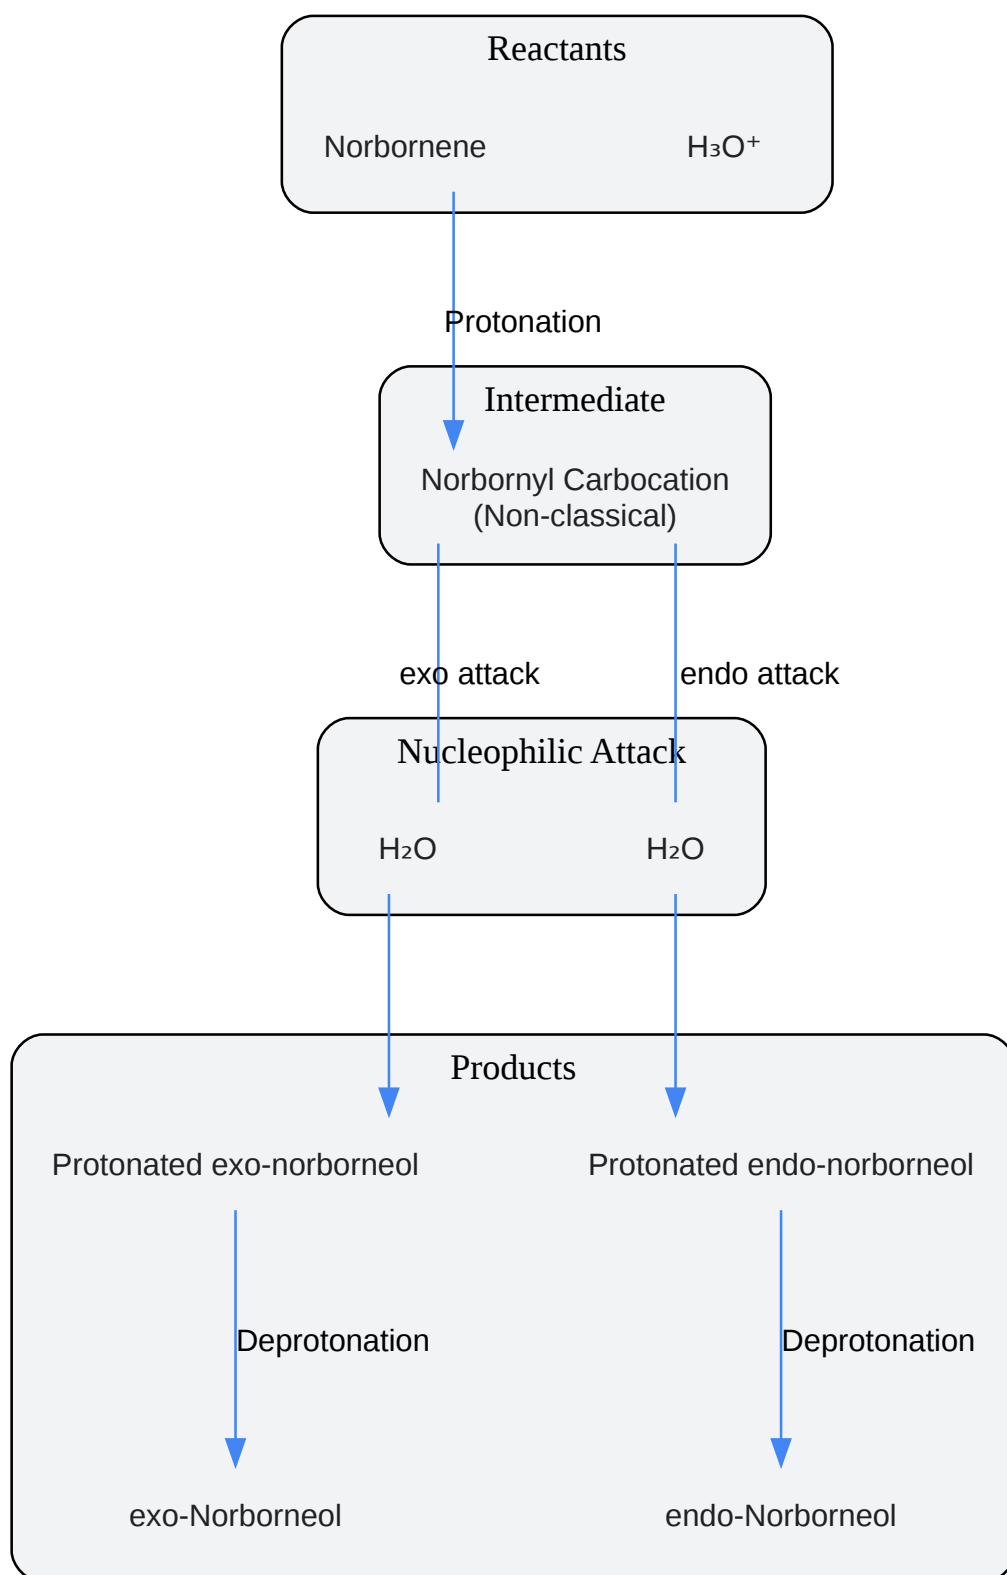 Reactants
Norbornene H₃O⁺
Protonation
Intermediate
Norbornyl Carbocation
(Non-classical)
exo attack endo attack
Nucleophilic Attack
H₂O H₂O
Products
Protonated exo-norborneol Protonated endo-norborneol
Deprotonation Deprotonation
exo-Norborneol endo-Norborneol